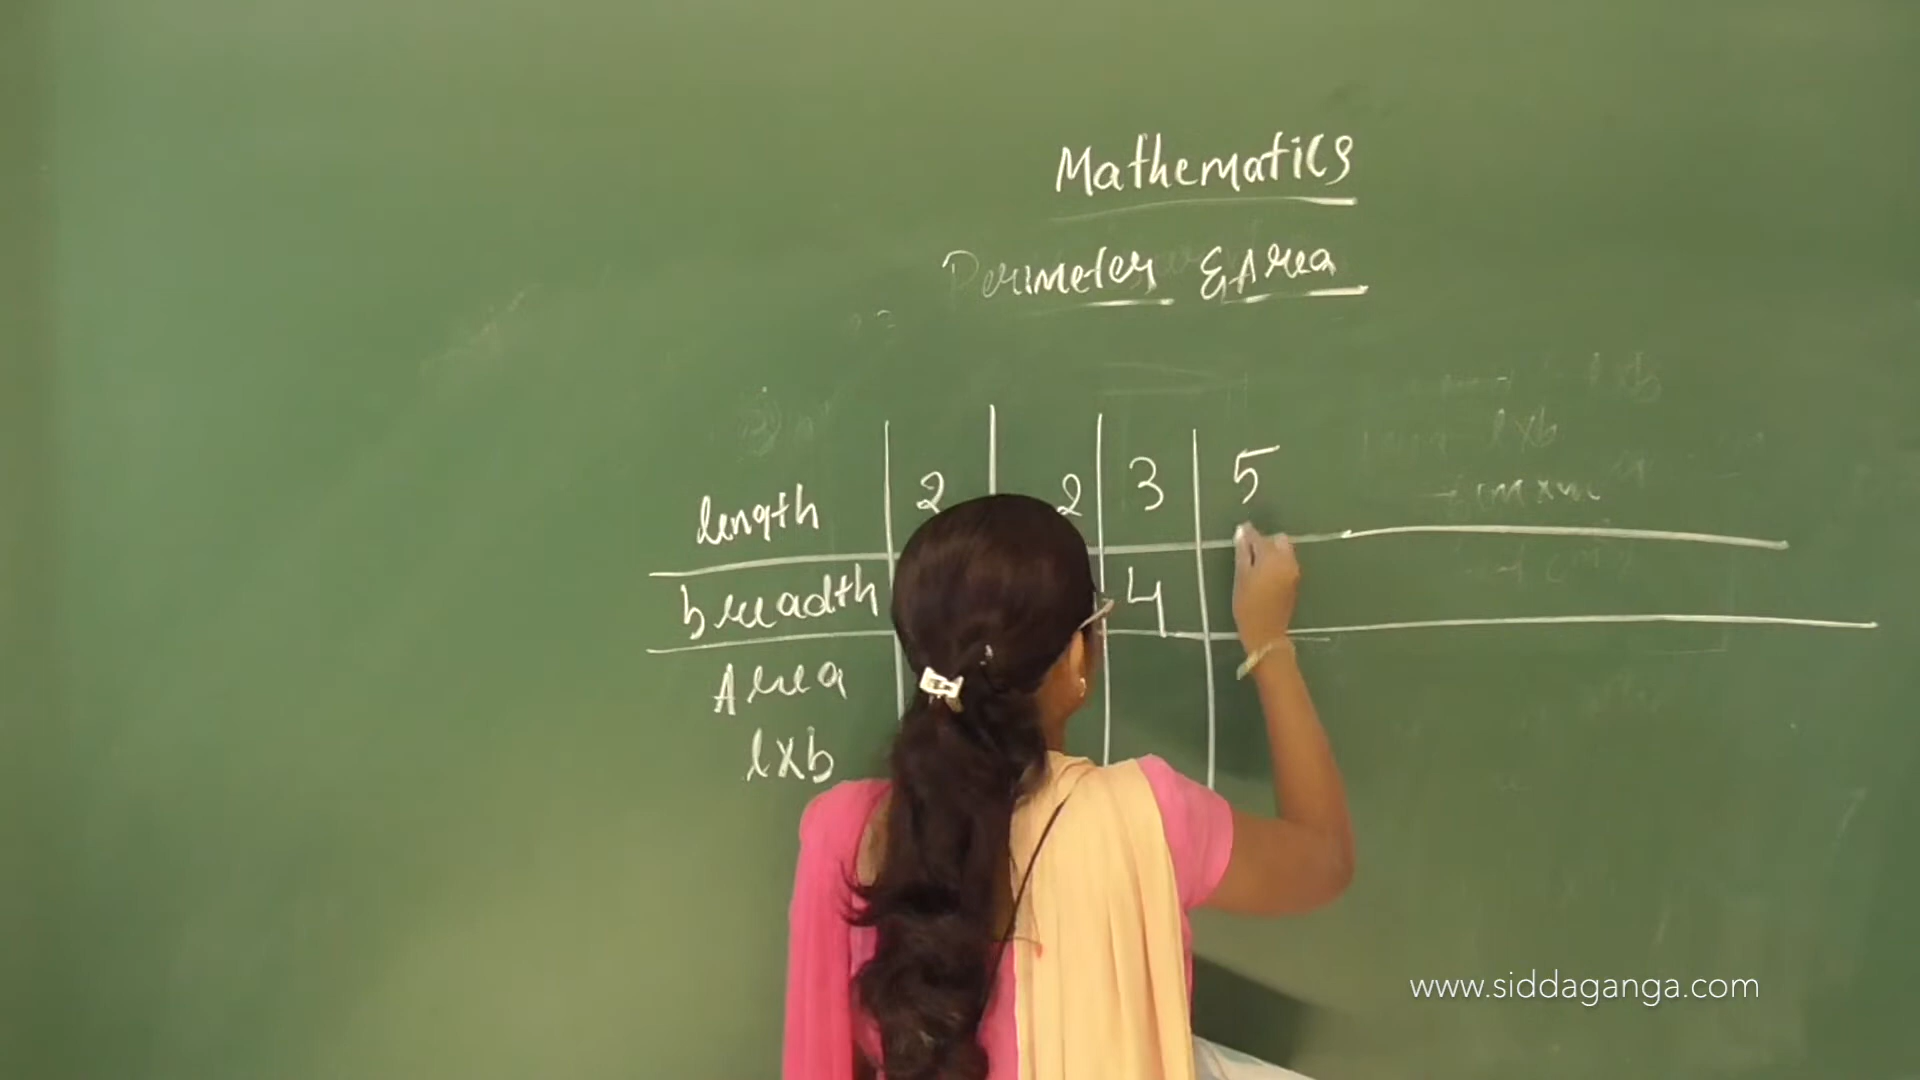 Mathematics
Perimeter & Area
length 2 2 3 5
breadth 4
Area
lxb
www.siddaganga.com